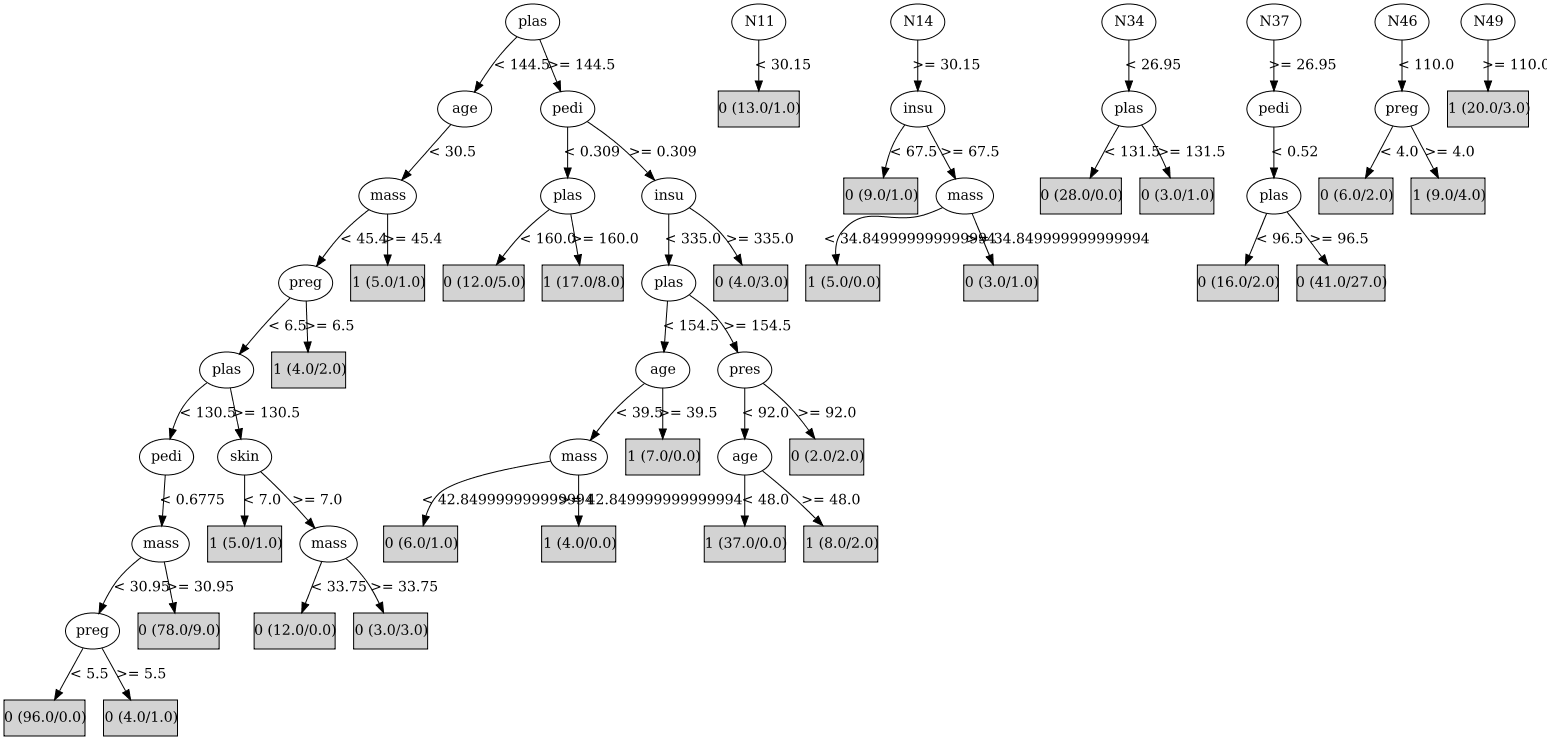 plas N11 N14 N34 N37 N46 N49
< 144.5 >= 144.5 < 30.15 >= 30.15 < 26.95 >= 26.95 < 110.0 >= 110.0
age pedi 0 (13.0/1.0) insu plas pedi preg 1 (20.0/3.0)
< 30.5 < 0.309 >= 0.309 < 67.5 >= 67.5 < 131.5 >= 131.5 < 0.52 < 4.0 >= 4.0
mass plas insu 0 (9.0/1.0) mass 0 (28.0/0.0) 0 (3.0/1.0) plas 0 (6.0/2.0) 1 (9.0/4.0)
< 45.4 >= 45.4 < 160.0 >= 160.0 < 335.0 >= 335.0 < 34.849999999999994 >= 34.849999999999994 < 96.5 >= 96.5
preg 1 (5.0/1.0) 0 (12.0/5.0) 1 (17.0/8.0) plas 0 (4.0/3.0) 1 (5.0/0.0) 0 (3.0/1.0) 0 (16.0/2.0) 0 (41.0/27.0)
< 6.5 >= 6.5 < 154.5 >= 154.5
plas 1 (4.0/2.0) age pres
< 130.5 >= 130.5 < 39.5 >= 39.5 < 92.0 >= 92.0
pedi skin mass 1 (7.0/0.0) age 0 (2.0/2.0)
< 0.6775 < 7.0 >= 7.0 < 42.849999999999994 >= 42.849999999999994 < 48.0 >= 48.0
mass 1 (5.0/1.0) mass 0 (6.0/1.0) 1 (4.0/0.0) 1 (37.0/0.0) 1 (8.0/2.0)
< 30.95 >= 30.95 < 33.75 >= 33.75
preg 0 (78.0/9.0) 0 (12.0/0.0) 0 (3.0/3.0)
< 5.5 >= 5.5
0 (96.0/0.0) 0 (4.0/1.0)